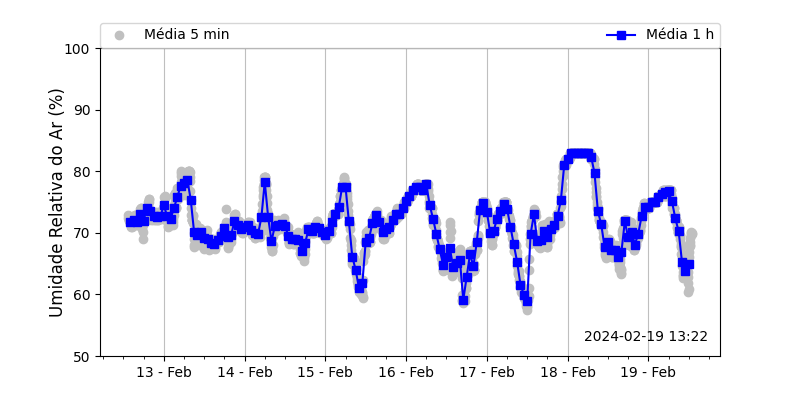 Média 5 min
Média 1 h
Umidade Relativa do Ar (%)
100
90
80
70
60
50
2024-02-19 13:22
13 - Feb
14 - Feb
15 - Feb
16 - Feb
17 - Feb
18 - Feb
19 - Feb